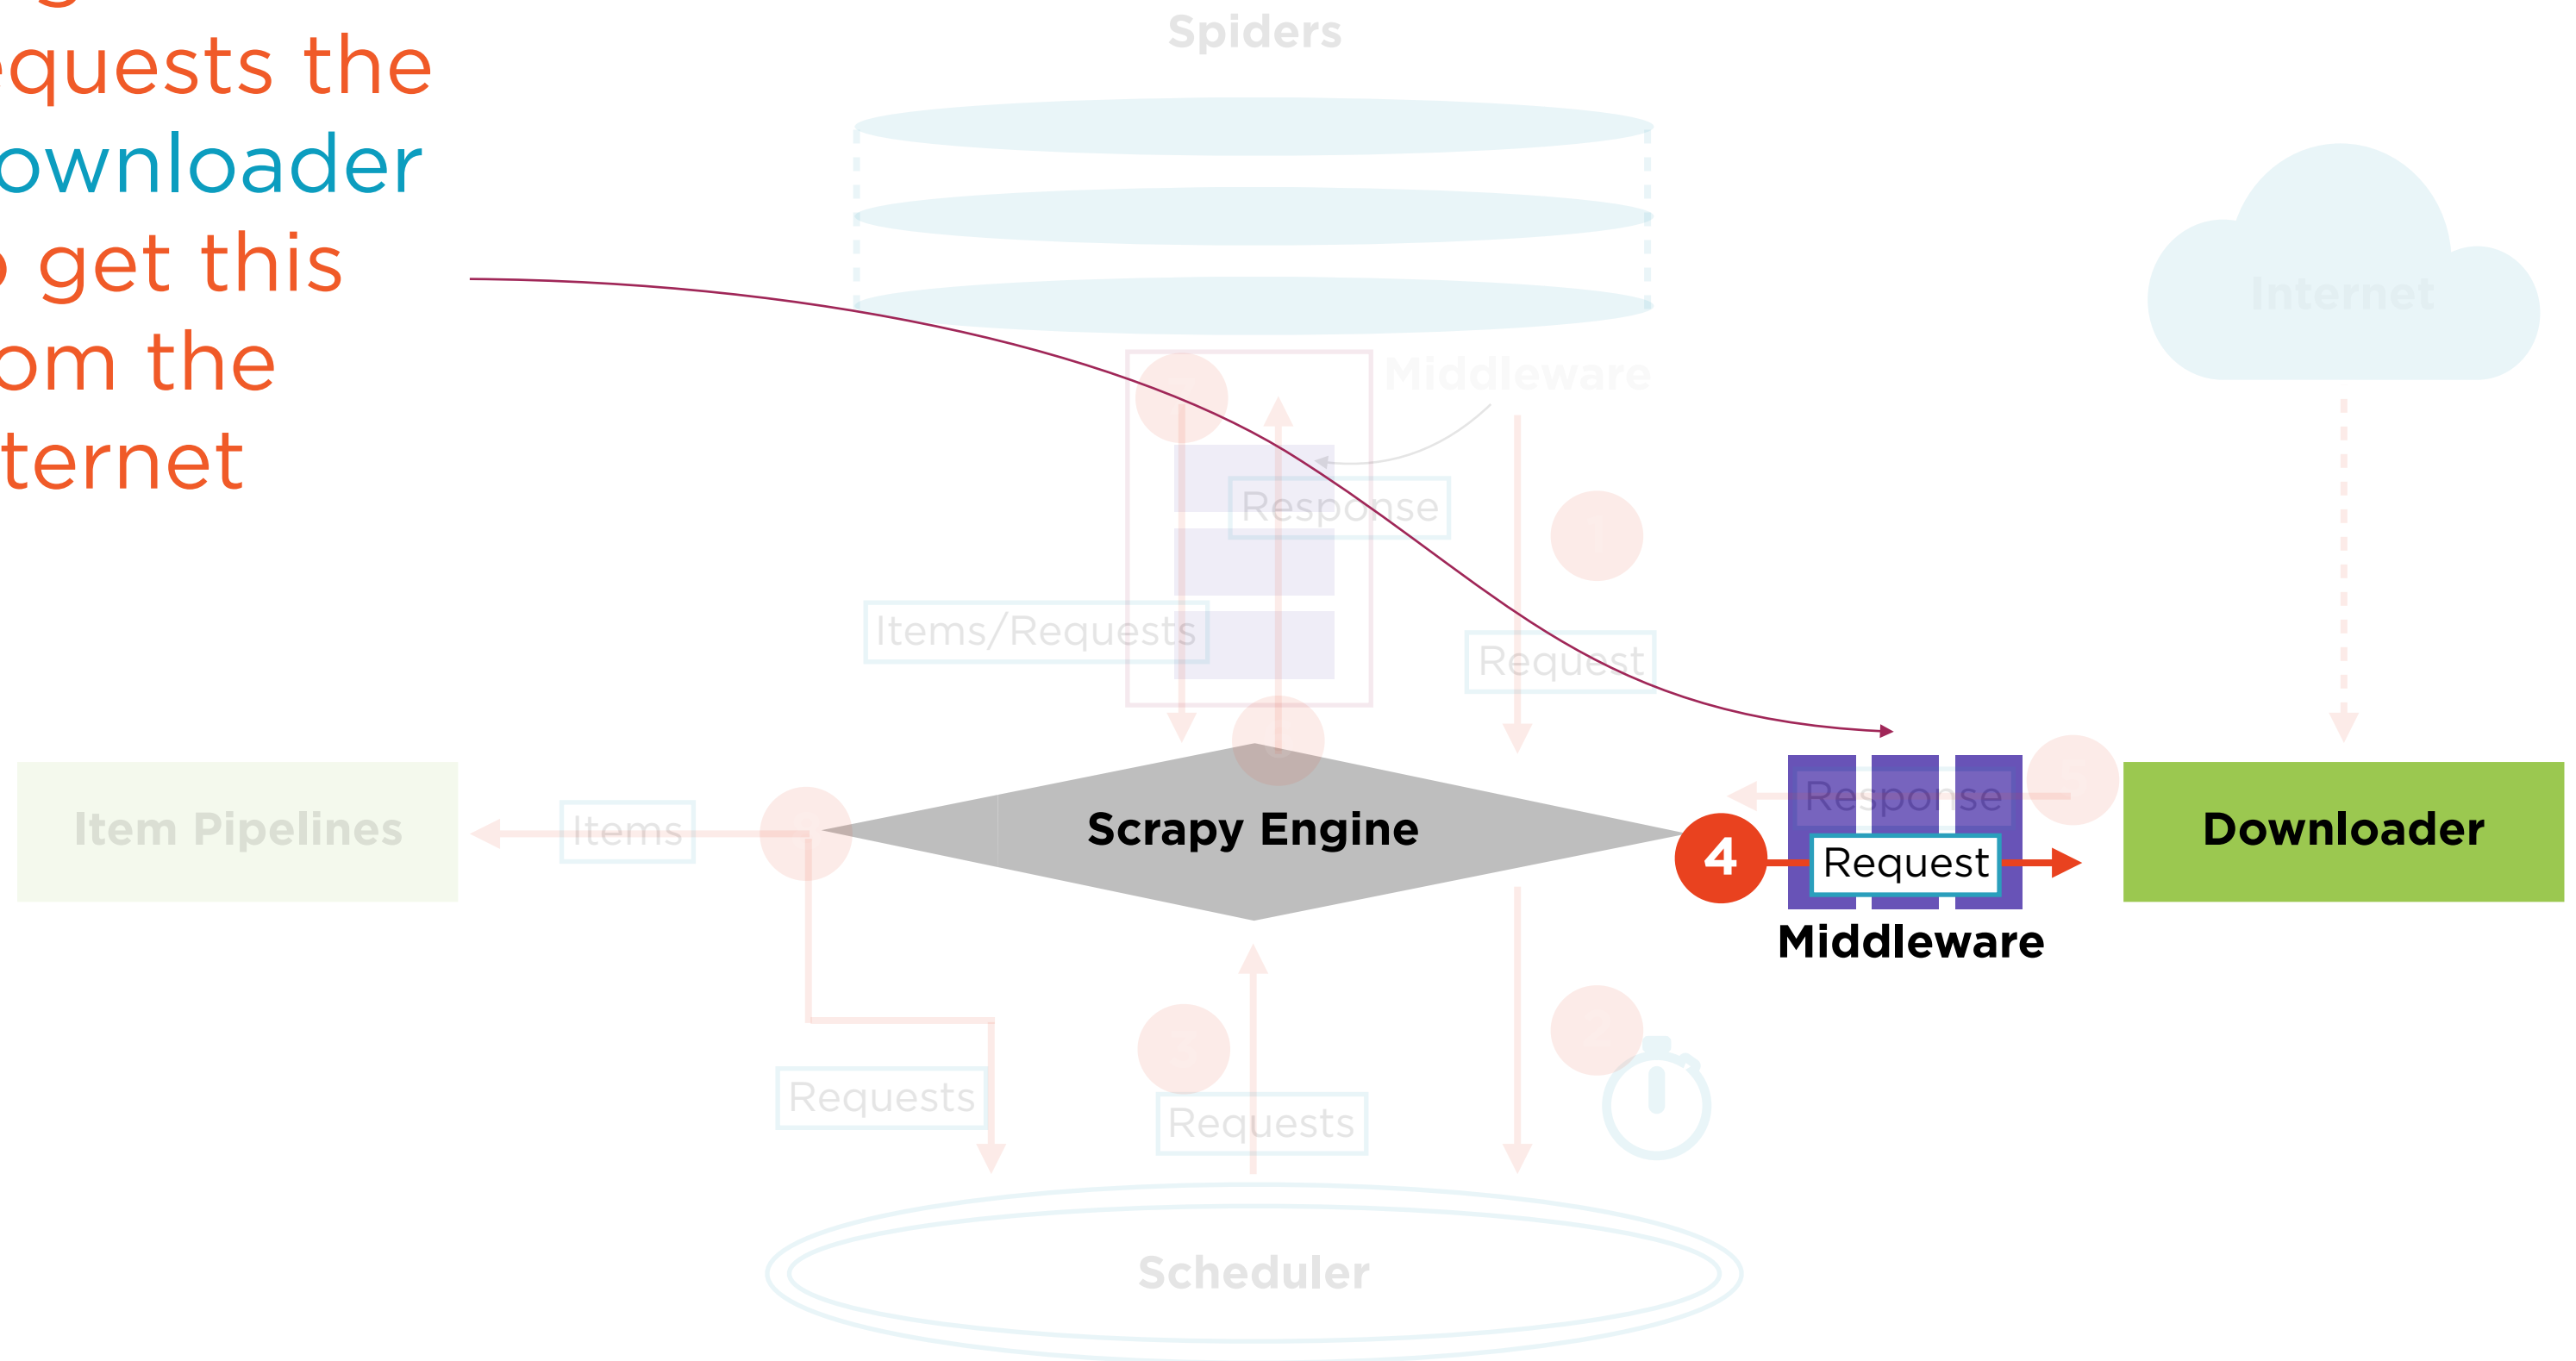 equests the
ownloader
o get this
om the
ternet
Spiders
Internet
Middleware
Response
Items/Requests
Request
Item Pipelines
Items
Scrapy Engine
4
Response
Request
Middleware
Downloader
Requests
Requests
Scheduler